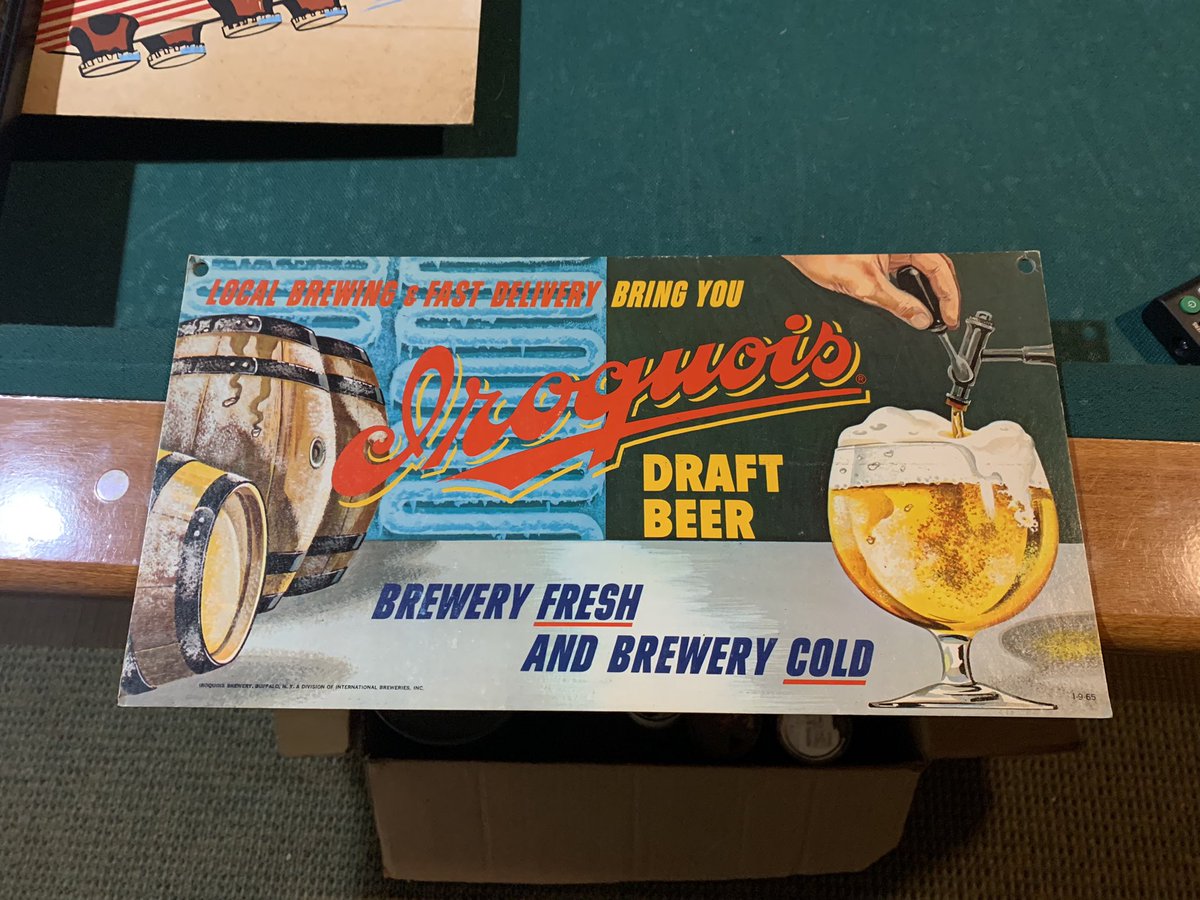 LOCAL BREWING & FAST DELIVERY BRING YOU
Iroquois®
DRAFT
BEER
BREWERY FRESH
AND BREWERY COLD
IROQUOIS BREWERY, BUFFALO, N. Y. A DIVISION OF INTERNATIONAL BREWERIES, INC.
1-9-65